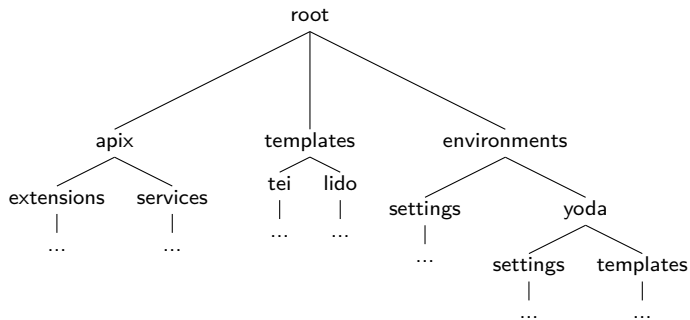 root
apix templates environments
tei lido
extensions services
settings yoda
... ...
... ...
...
settings templates
... ...